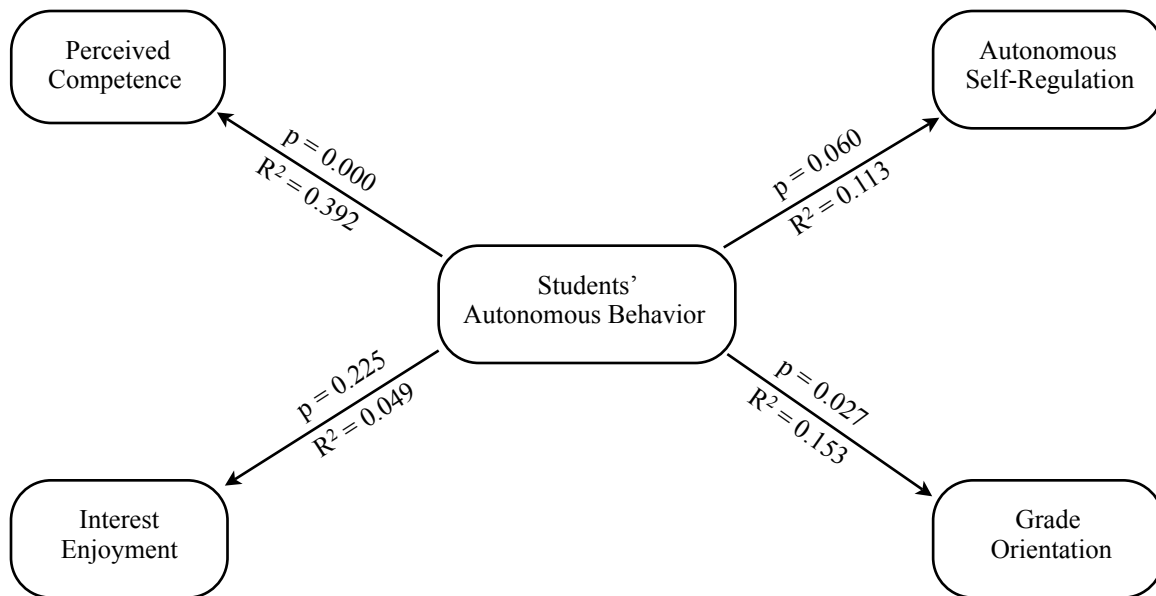 Perceived
Competence
Autonomous
Self-Regulation
p = 0.000
R² = 0.392
p = 0.060
R² = 0.113
Students’
Autonomous Behavior
p = 0.225
R² = 0.049
p = 0.027
R² = 0.153
Interest
Enjoyment
Grade
Orientation